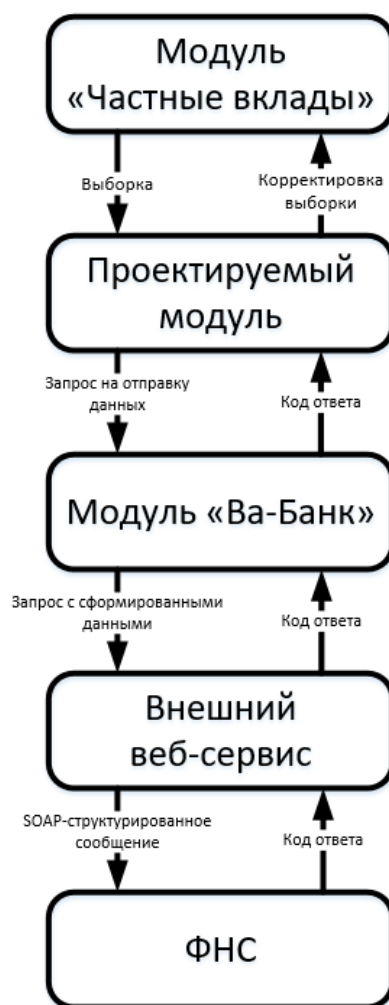 Модуль
«Частные вклады»
Выборка
Корректировка
выборки
Проектируемый
модуль
Запрос на отправку
данных
Код ответа
Модуль «Ва-Банк»
Запрос с сформированными
данными
Код ответа
Внешний
веб-сервис
SOAP-структурированное
сообщение
Код ответа
ФНС